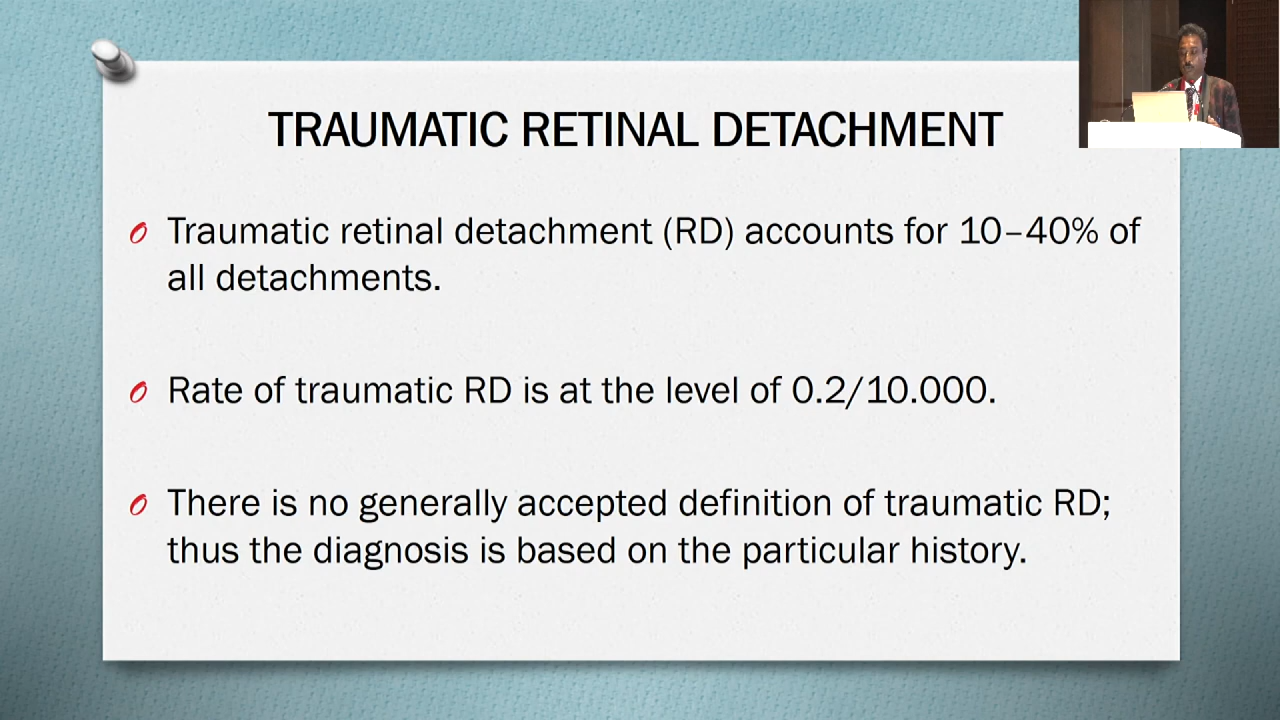 TRAUMATIC RETINAL DETACHMENT
Traumatic retinal detachment (RD) accounts for 10–40% of
all detachments.
Rate of traumatic RD is at the level of 0.2/10.000.
There is no generally accepted definition of traumatic RD;
thus the diagnosis is based on the particular history.